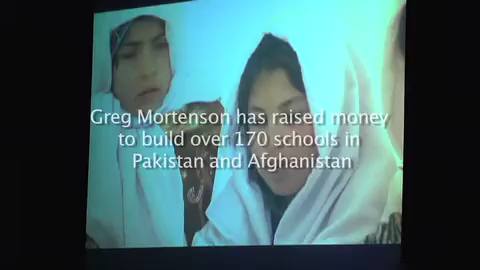 Greg Mortenson has raised money
to build over 170 schools in
Pakistan and Afghanistan